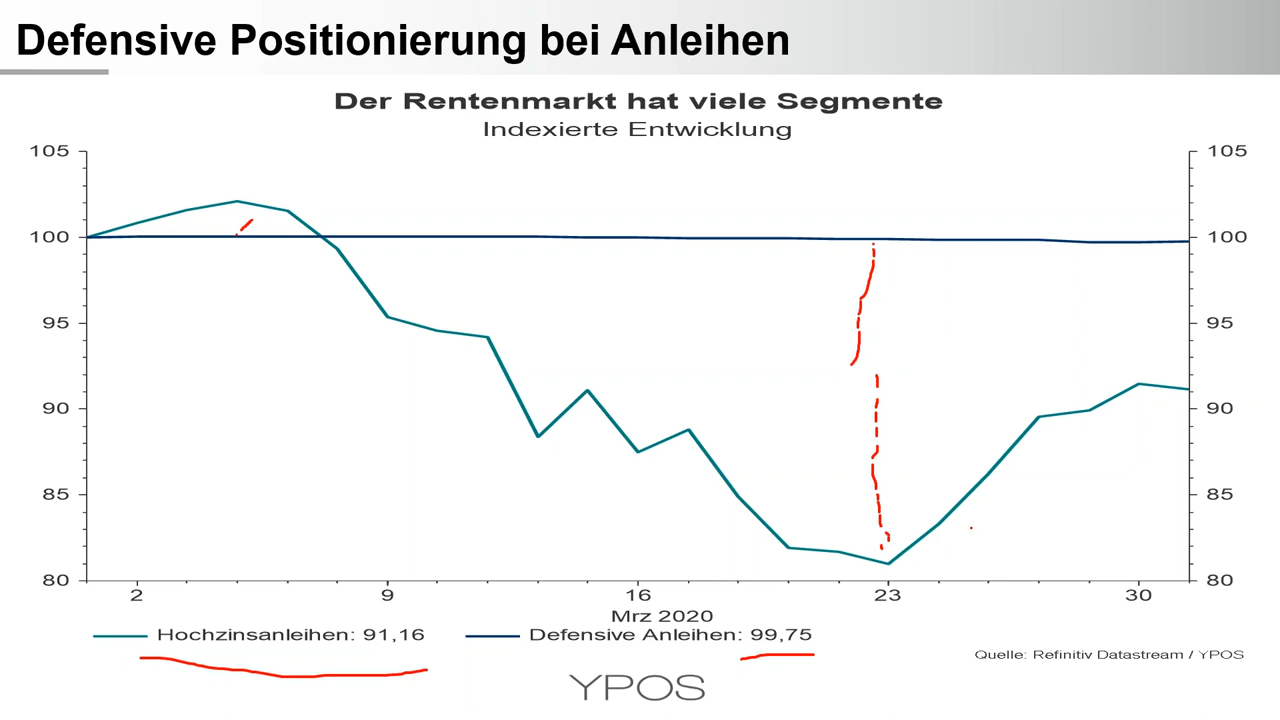 Defensive Positionierung bei Anleihen
Der Rentenmarkt hat viele Segmente
Indexierte Entwicklung
105 105
100 100
95 95
90 90
85 85
80 80
2 9 16 23 30
Mrz 2020
Hochzinsanleihen: 91,16 Defensive Anleihen: 99,75
Quelle: Refinitiv Datastream / YPOS
YPOS